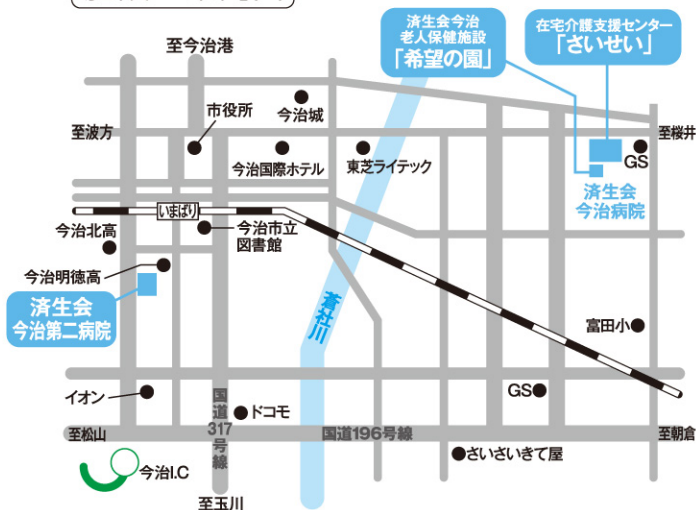 済生会今治
老人保健施設
「希望の園」
在宅介護支援センター
「さいせい」
至今治港
市役所
今治城
至波方
至桜井
今治国際ホテル
東芝ライテック
GS
済生会
今治病院
いまばり
今治北高
今治市立
図書館
今治明徳高
済生会
今治第二病院
蒼社川
富田小
イオン
GS
国道317号線
ドコモ
至松山
国道196号線
至朝倉
さいさいきて屋
今治I.C
至玉川